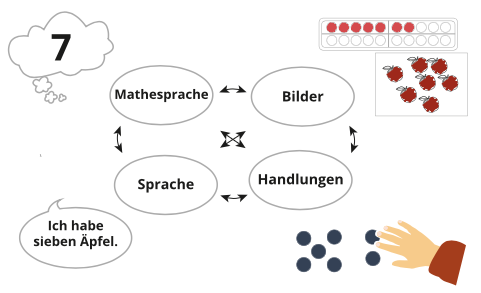 7
Mathesprache
Bilder
Sprache
Handlungen
Ich habe
sieben Äpfel.